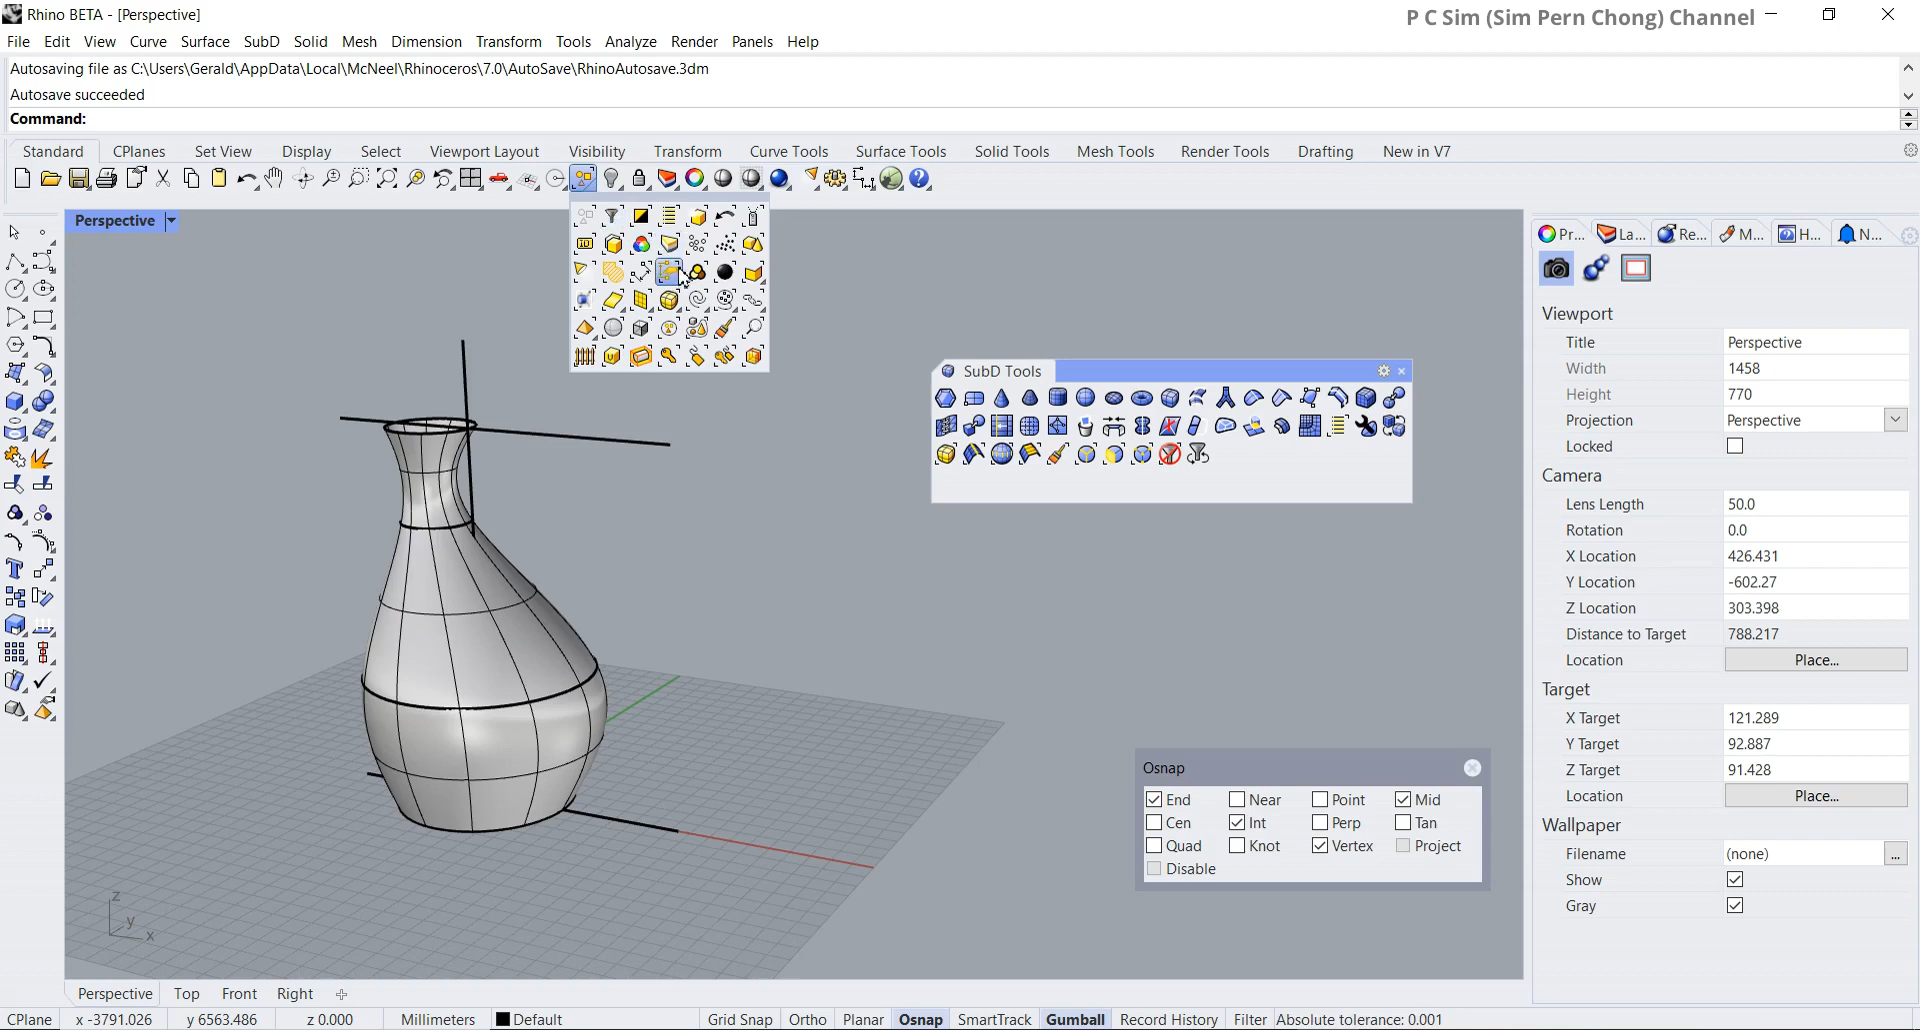 Rhino BETA - [Perspective]
P C Sim (Sim Pern Chong) Channel
File Edit View Curve Surface SubD Solid Mesh Dimension Transform Tools Analyze Render Panels Help
Autosaving file as C:\Users\Gerald\AppData\Local\McNeel\Rhinoceros\7.0\AutoSave\RhinoAutosave.3dm
Autosave succeeded
Command:
Standard CPlanes Set View Display Select Viewport Layout Visibility Transform Curve Tools Surface Tools Solid Tools Mesh Tools Render Tools Drafting New in V7
Perspective
Pr... La... Re... M... H... N...
SubD Tools
Viewport
Title Perspective
Width 1458
Height 770
Projection Perspective
Locked
Camera
Lens Length 50.0
Rotation 0.0
X Location 426.431
Y Location -602.27
Z Location 303.398
Distance to Target 788.217
Location Place...
Target
X Target 121.289
Y Target 92.887
Z Target 91.428
Location Place...
Wallpaper
Filename (none) ...
Show
Gray
Osnap
End Near Point Mid
Cen Int Perp Tan
Quad Knot Vertex Project
Disable
z
y
x
Perspective Top Front Right
CPlane x -3791.026 y 6563.486 z 0.000 Millimeters Default Grid Snap Ortho Planar Osnap SmartTrack Gumball Record History Filter Absolute tolerance: 0.001